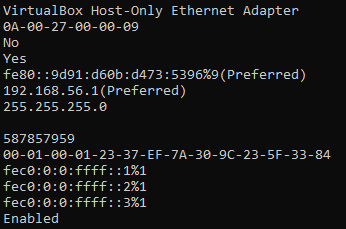 VirtualBox Host-Only Ethernet Adapter
0A-00-27-00-00-09
No
Yes
fe80::9d91:d60b:d473:5396%9(Preferred)
192.168.56.1(Preferred)
255.255.255.0
587857959
00-01-00-01-23-37-EF-7A-30-9C-23-5F-33-84
fec0:0:0:ffff::1%1
fec0:0:0:ffff::2%1
fec0:0:0:ffff::3%1
Enabled